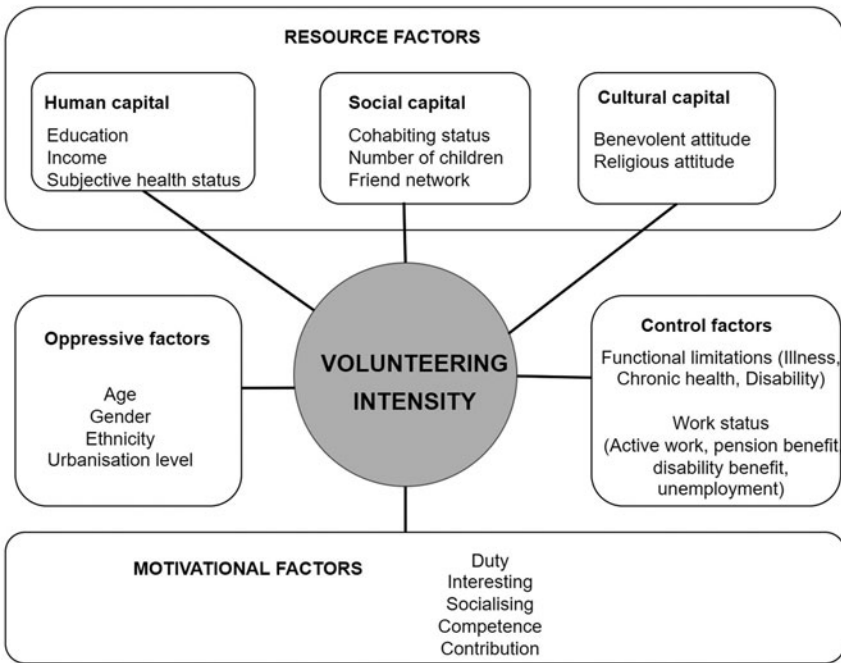 RESOURCE FACTORS
Human capital
Education
Income
Subjective health status
Social capital
Cohabiting status
Number of children
Friend network
Cultural capital
Benevolent attitude
Religious attitude
Oppressive factors
Age
Gender
Ethnicity
Urbanisation level
VOLUNTEERING
INTENSITY
Control factors
Functional limitations (Illness,
Chronic health, Disability)
Work status
(Active work, pension benefit,
disability benefit,
unemployment)
MOTIVATIONAL FACTORS
Duty
Interesting
Socialising
Competence
Contribution